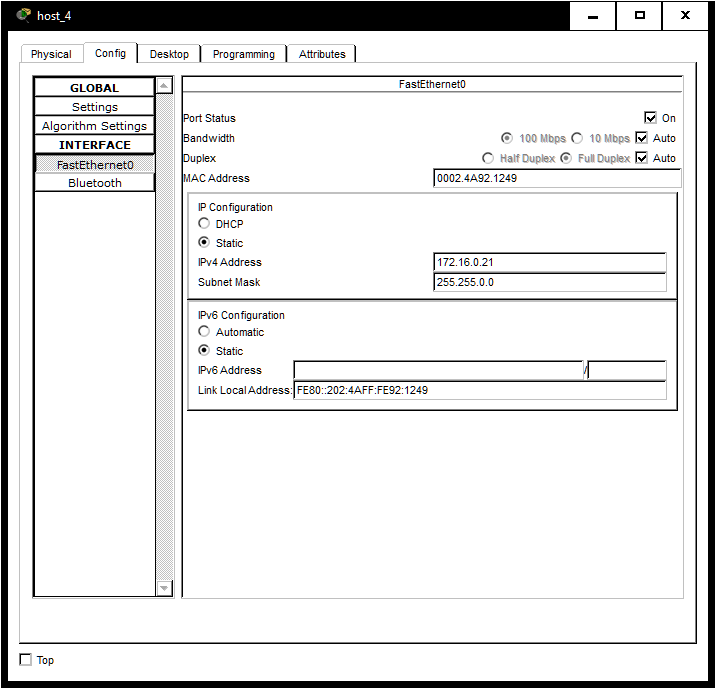 host_4
Physical Config Desktop Programming Attributes
GLOBAL
Settings
Algorithm Settings
INTERFACE
FastEthernet0
Bluetooth
FastEthernet0
Port Status On
Bandwidth 100 Mbps 10 Mbps Auto
Duplex Half Duplex Full Duplex Auto
MAC Address 0002.4A92.1249
IP Configuration
DHCP
Static
IPv4 Address 172.16.0.21
Subnet Mask 255.255.0.0
IPv6 Configuration
Automatic
Static
IPv6 Address /
Link Local Address: FE80::202:4AFF:FE92:1249
Top